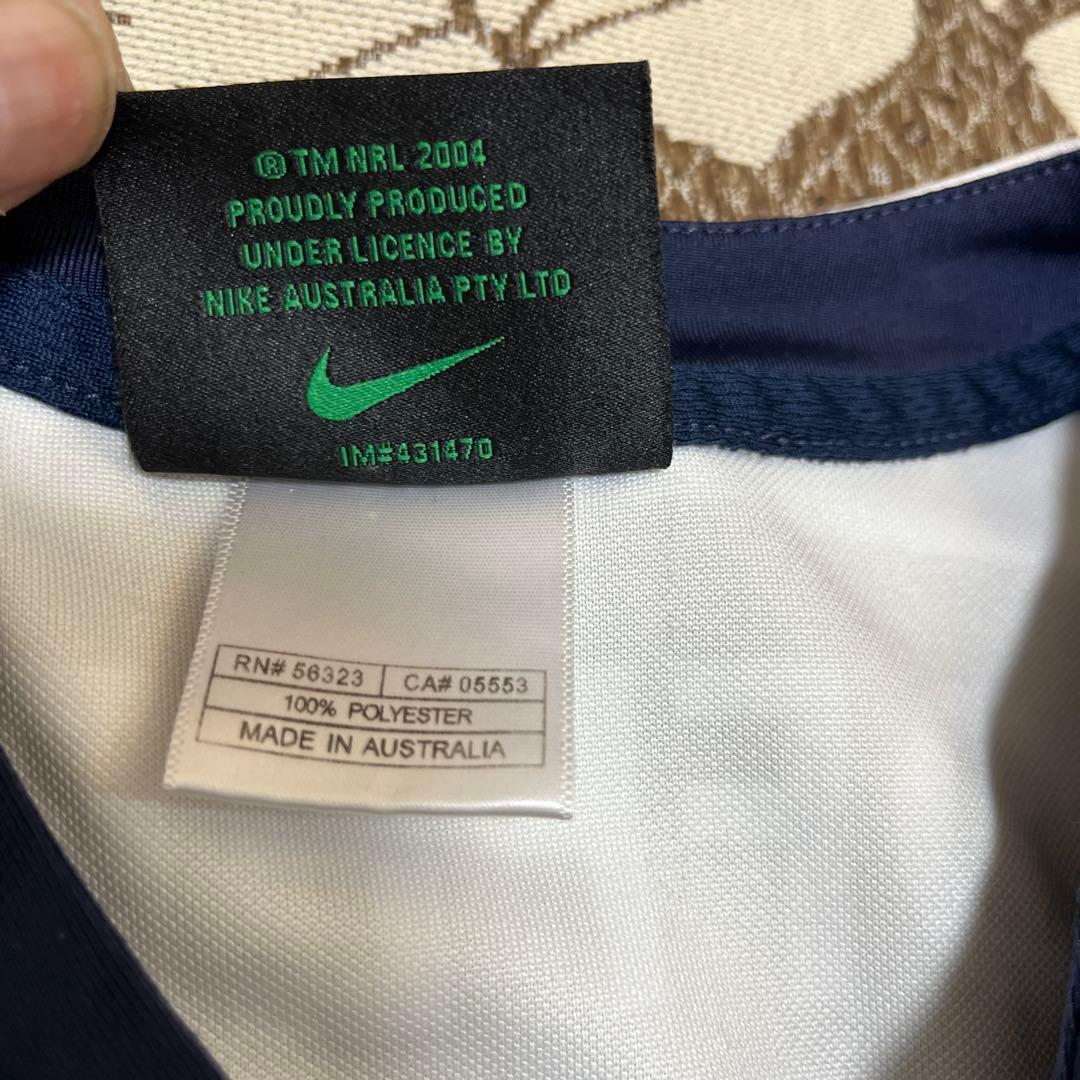 ® TM NRL 2004
PROUDLY PRODUCED
UNDER LICENCE BY
NIKE AUSTRALIA PTY LTD
IM#431470
RN# 56323 CA# 05553
100% POLYESTER
MADE IN AUSTRALIA